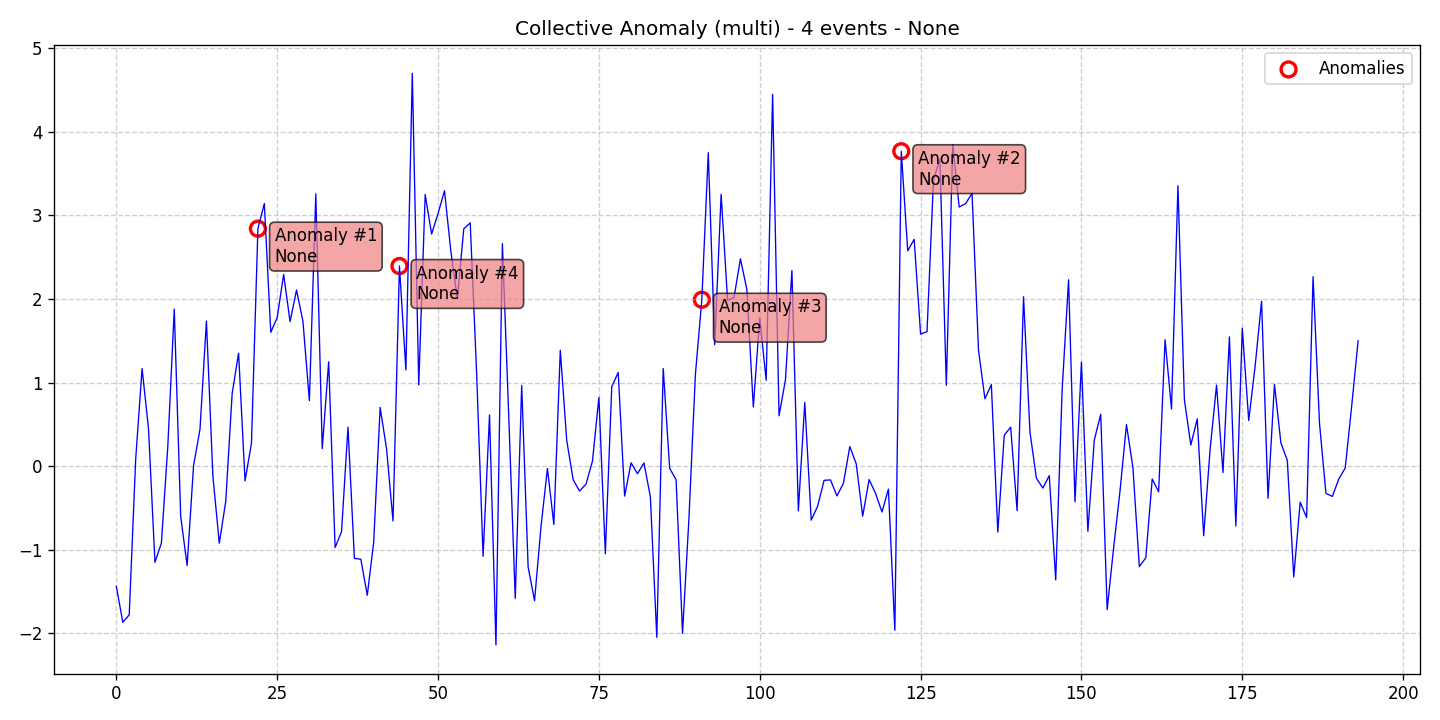 Collective Anomaly (multi) - 4 events - None
Anomalies
5
4
3
2
1
0
−1
−2
Anomaly #1
None
Anomaly #4
None
Anomaly #3
None
Anomaly #2
None
0
25
50
75
100
125
150
175
200